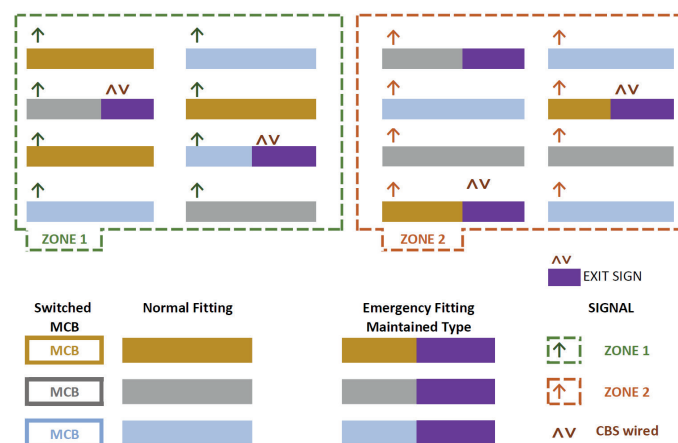 ZONE 1
ZONE 2
EXIT SIGN
Switched
MCB
Normal Fitting
Emergency Fitting
Maintained Type
SIGNAL
MCB
ZONE 1
MCB
ZONE 2
MCB
CBS wired